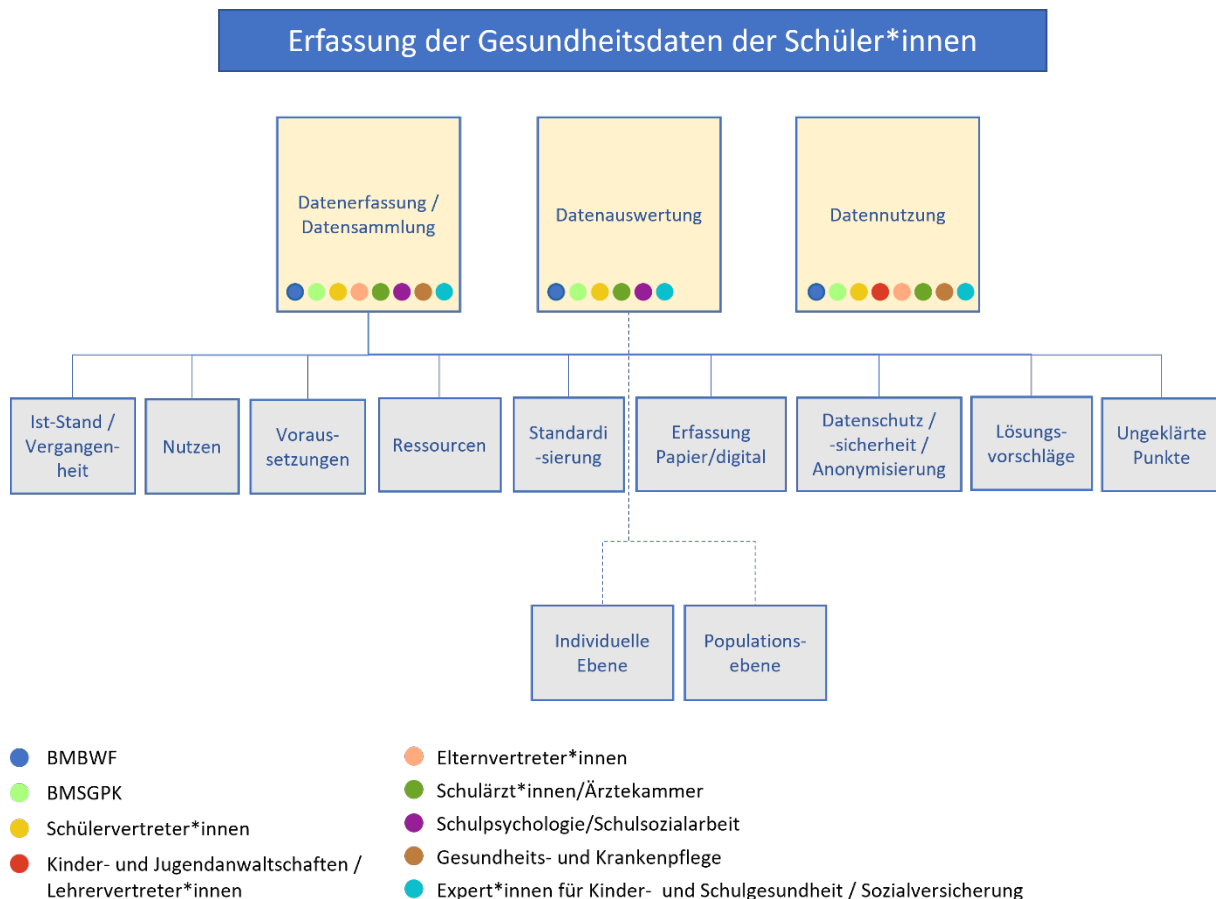 Erfassung der Gesundheitsdaten der Schüler*innen
Datenerfassung /
Datensammlung
Datenauswertung
Datennutzung
Ist-Stand /
Vergangen-
heit
Nutzen
Voraus-
setzungen
Ressourcen
Standardi
-sierung
Erfassung
Papier/digital
Datenschutz /
-sicherheit /
Anonymisierung
Lösungs-
vorschläge
Ungeklärte
Punkte
Individuelle
Ebene
Populations-
ebene
BMBWF
BMSGPK
Schülervertreter*innen
Kinder- und Jugendanwaltschaften /
Lehrervertreter*innen
Elternvertreter*innen
Schulärzt*innen/Ärztekammer
Schulpsychologie/Schulsozialarbeit
Gesundheits- und Krankenpflege
Expert*innen für Kinder- und Schulgesundheit / Sozialversicherung